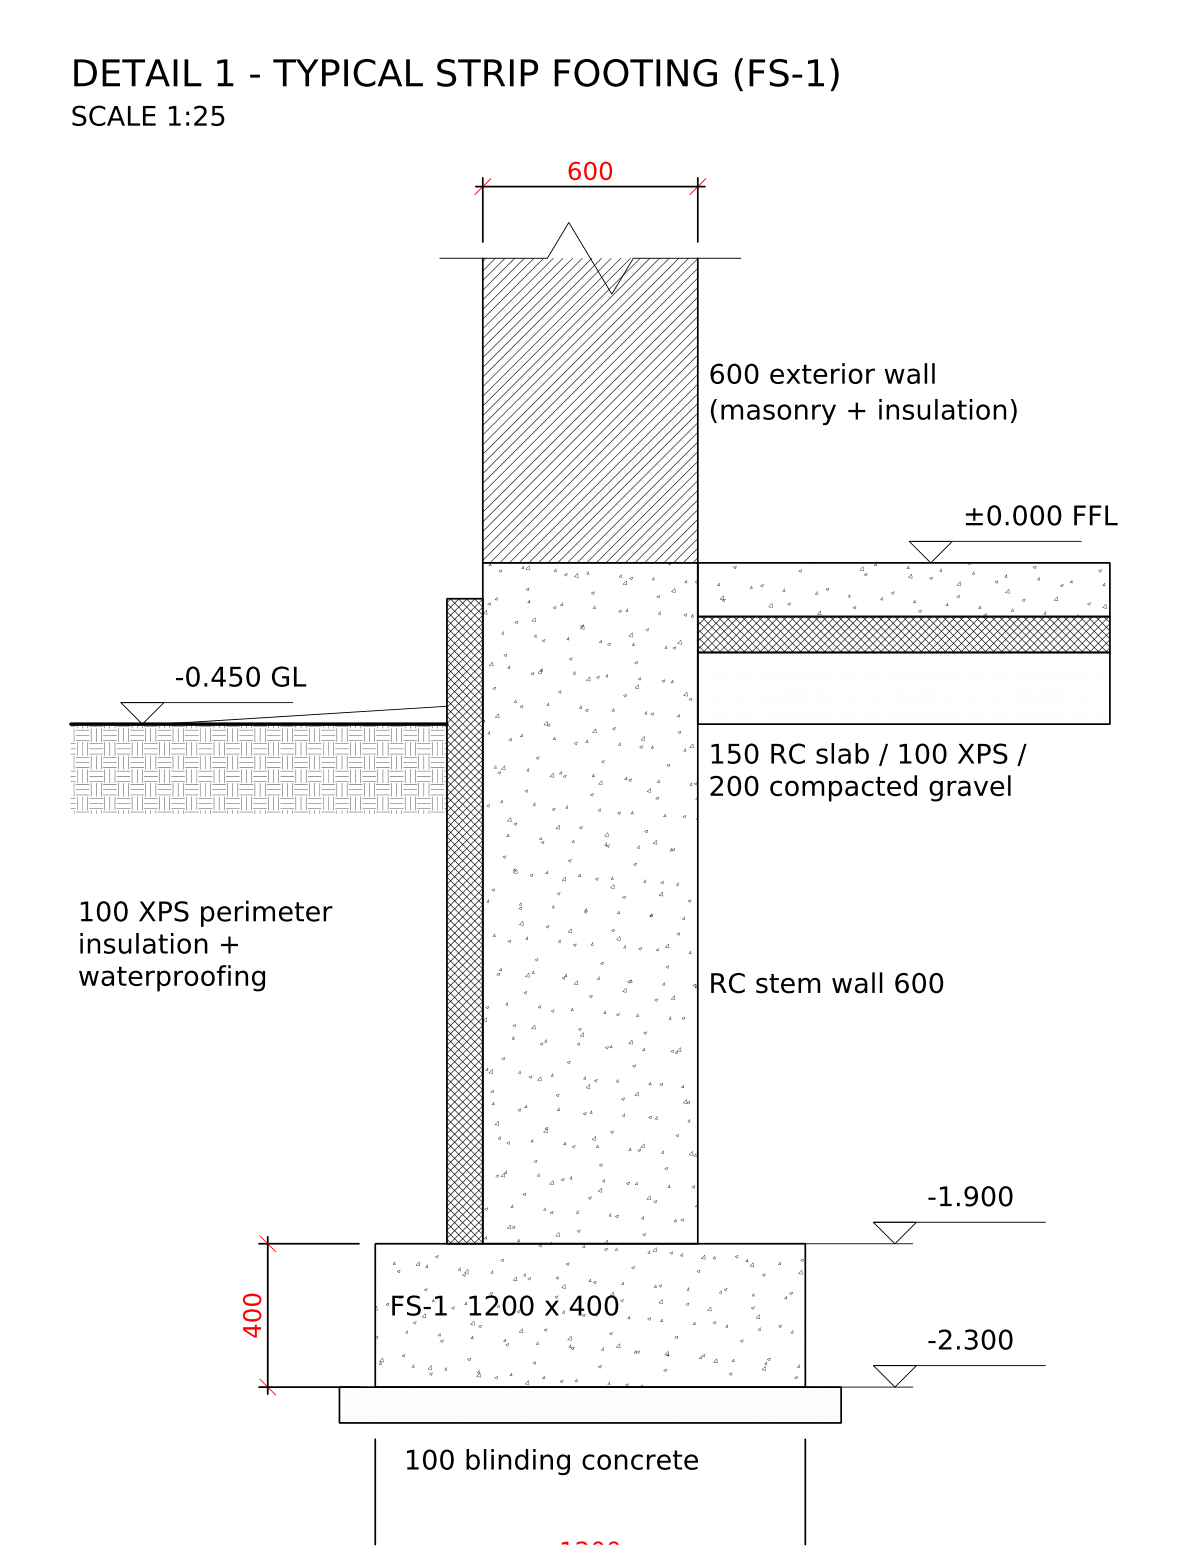 DETAIL 1 - TYPICAL STRIP FOOTING (FS-1)
SCALE 1:25
600
600 exterior wall
(masonry + insulation)
±0.000 FFL
-0.450 GL
150 RC slab / 100 XPS /
200 compacted gravel
100 XPS perimeter
insulation +
waterproofing
RC stem wall 600
-1.900
400
FS-1 1200 x 400
-2.300
100 blinding concrete